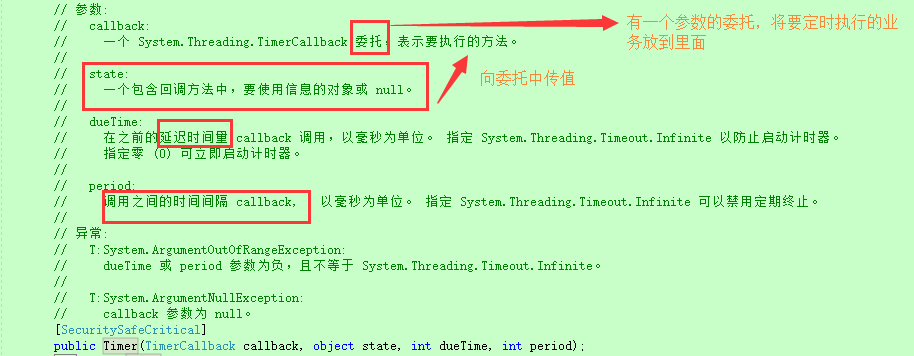 // 参数:
//   callback:
//     一个 System.Threading.TimerCallback 委托，表示要执行的方法。
//
//   state:
//     一个包含回调方法中，要使用信息的对象或 null。
//
//   dueTime:
//     在之前的延迟时间量 callback 调用，以毫秒为单位。 指定 System.Threading.Timeout.Infinite 以防止启动计时器。
//     指定零 (0) 可立即启动计时器。
//
//   period:
//     调用之间的时间间隔 callback， 以毫秒为单位。 指定 System.Threading.Timeout.Infinite 可以禁用定期终止。
//
// 异常:
//   T:System.ArgumentOutOfRangeException:
//     dueTime 或 period 参数为负，且不等于 System.Threading.Timeout.Infinite。
//
//   T:System.ArgumentNullException:
//     callback 参数为 null。
[SecuritySafeCritical]
public Timer(TimerCallback callback, object state, int dueTime, int period);
有一个参数的委托，将要定时执行的业
务放到里面
向委托中传值